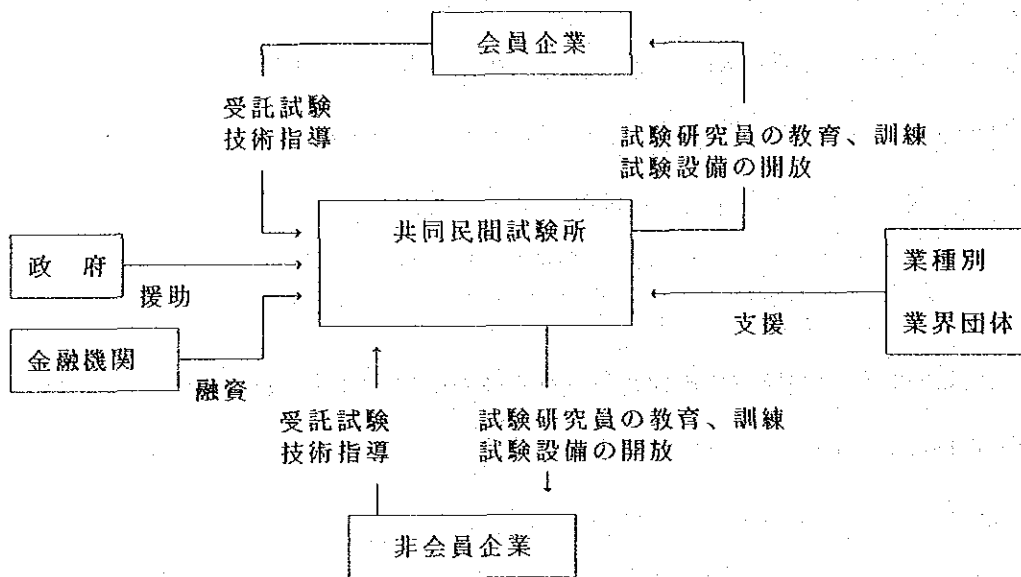 会員企業
受託試験
技術指導
試験研究員の教育、訓練
試験設備の開放
共同民間試験所
政　府
援助
業種別
業界団体
支援
金融機関
融資
受託試験
技術指導
試験研究員の教育、訓練
試験設備の開放
非会員企業